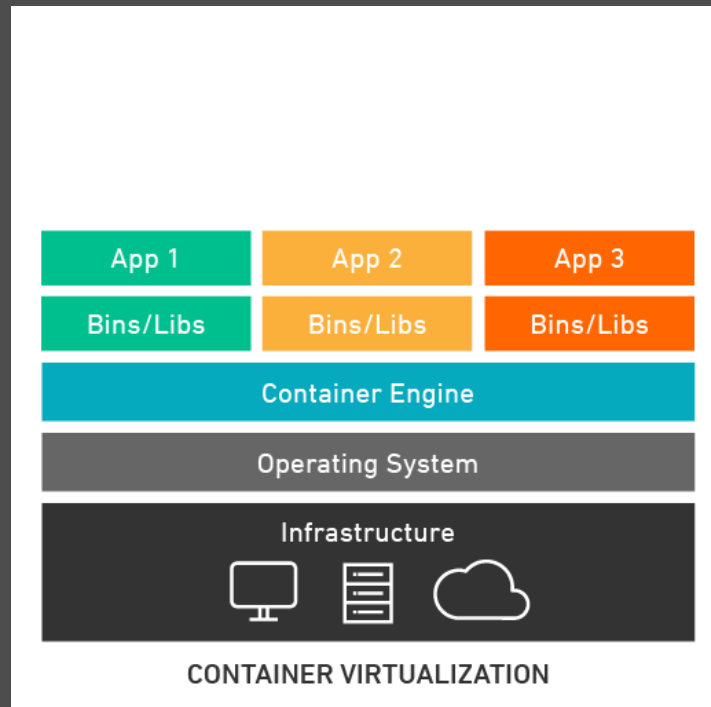 App 1 App 2 App 3
Bins/Libs Bins/Libs Bins/Libs
Container Engine
Operating System
Infrastructure
CONTAINER VIRTUALIZATION